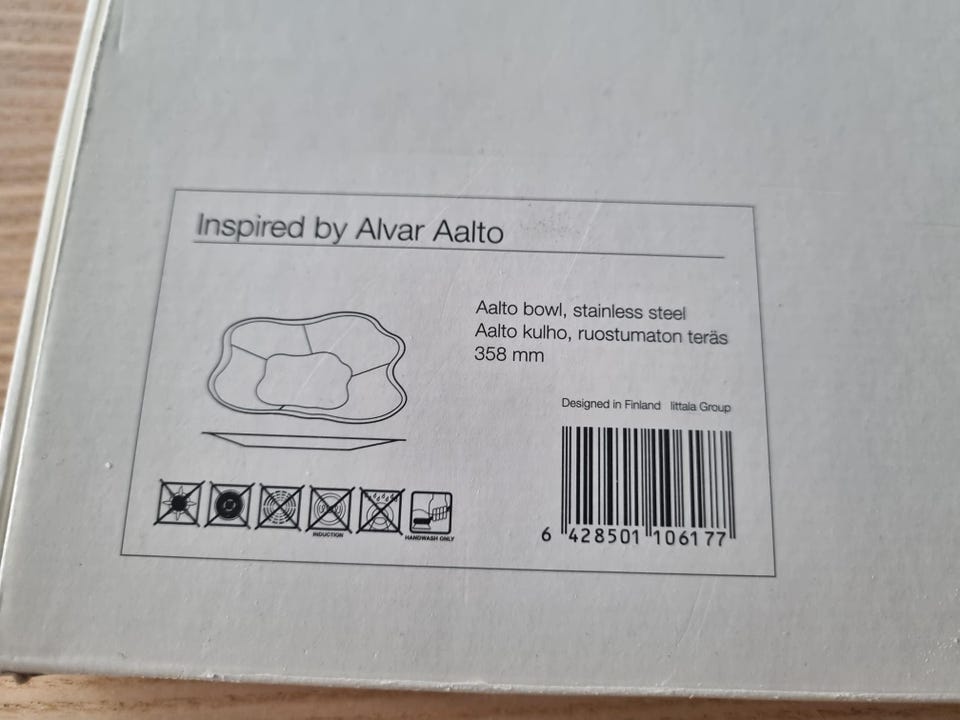 Inspired by Alvar Aalto
Aalto bowl, stainless steel
Aalto kulho, ruostumaton teräs
358 mm
Designed in Finland Iittala Group
INDUCTION
HANDWASH ONLY
6 428501 106177